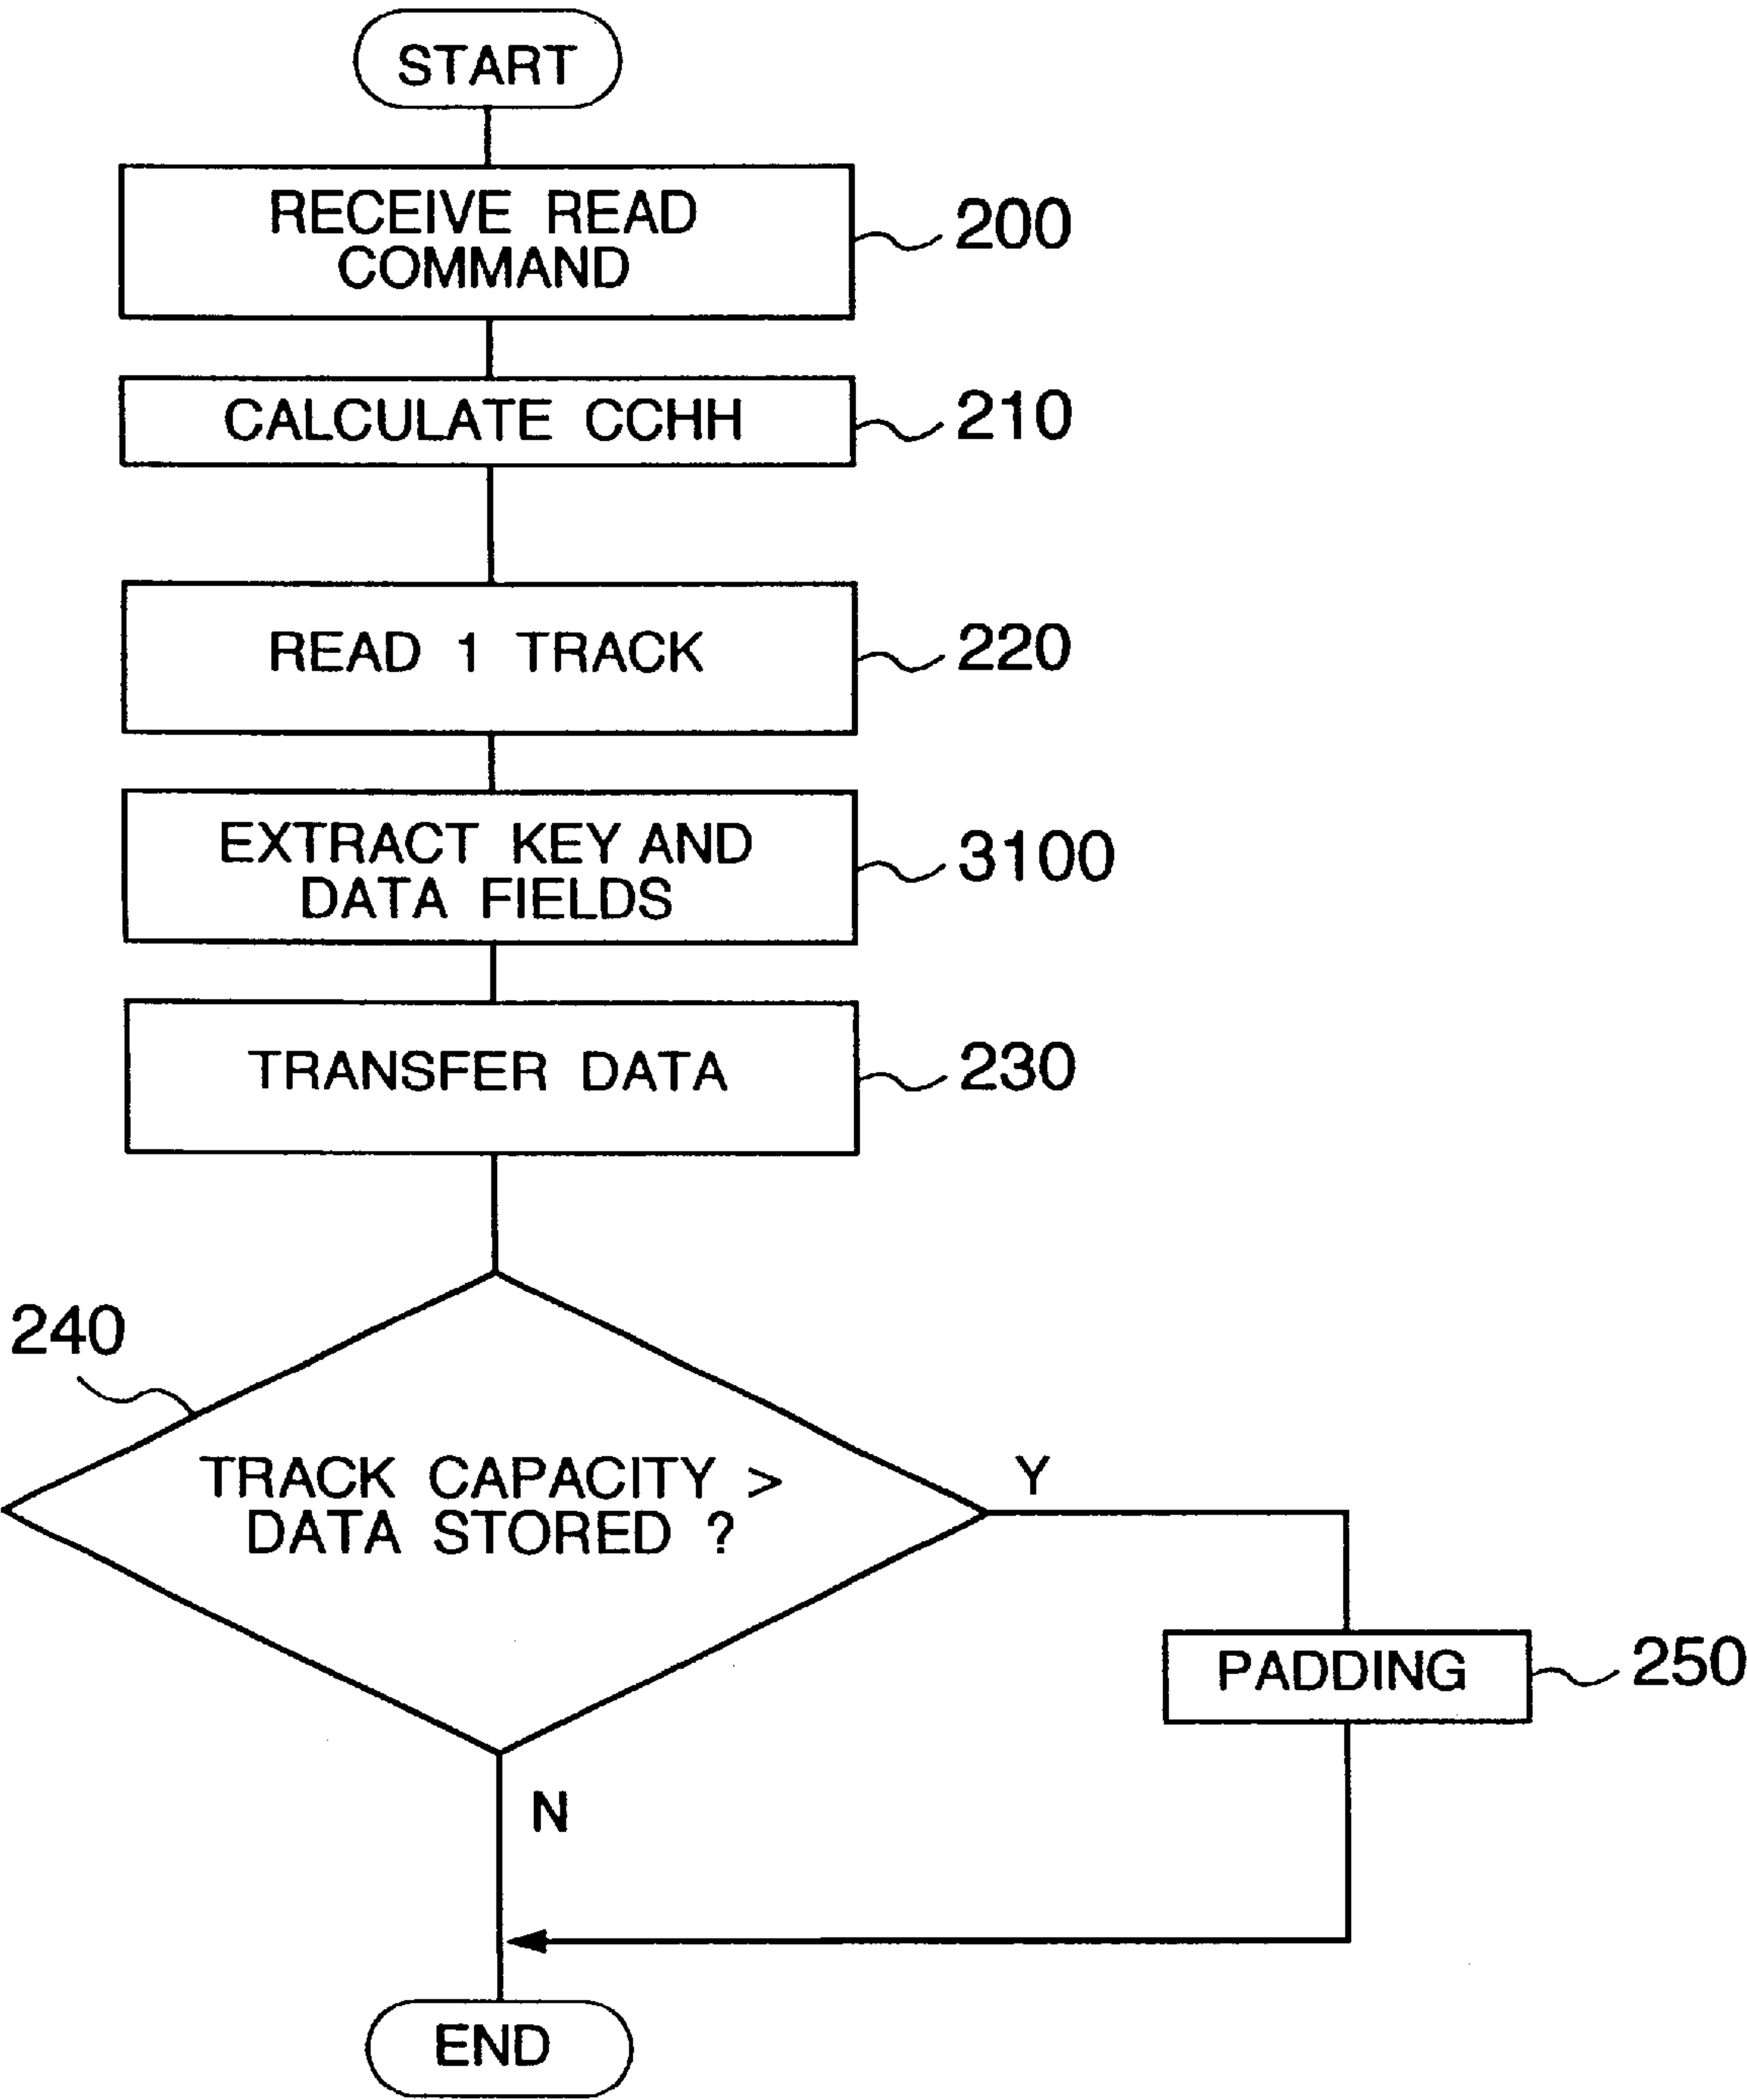 START
RECEIVE READ
COMMAND
200
CALCULATE CCHH
210
READ 1 TRACK
220
EXTRACT KEY AND
DATA FIELDS
3100
TRANSFER DATA
230
240
TRACK CAPACITY >
DATA STORED ?
Y
PADDING
250
N
END